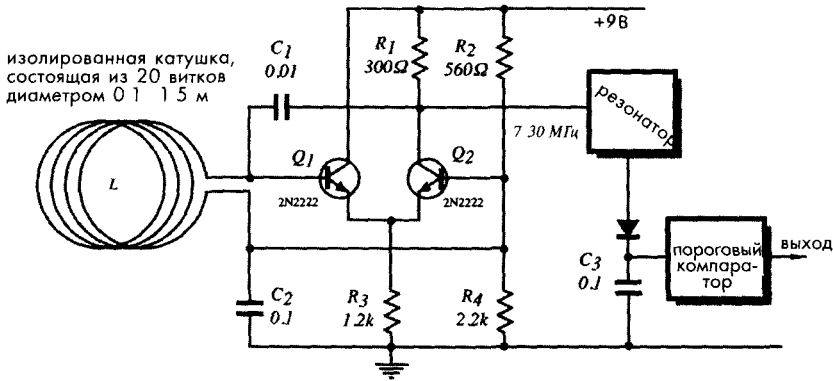 +9В
изолированная катушка,
состоящая из 20 витков
диаметром 0 1 1 5 м
C1
0.01
R1
300Ω
R2
560Ω
резонатор
7 30 МГц
L
Q1
2N2222
Q2
2N2222
C2
0.1
R3
1.2k
R4
2.2k
C3
0.1
пороговый
компара-
тор
выход